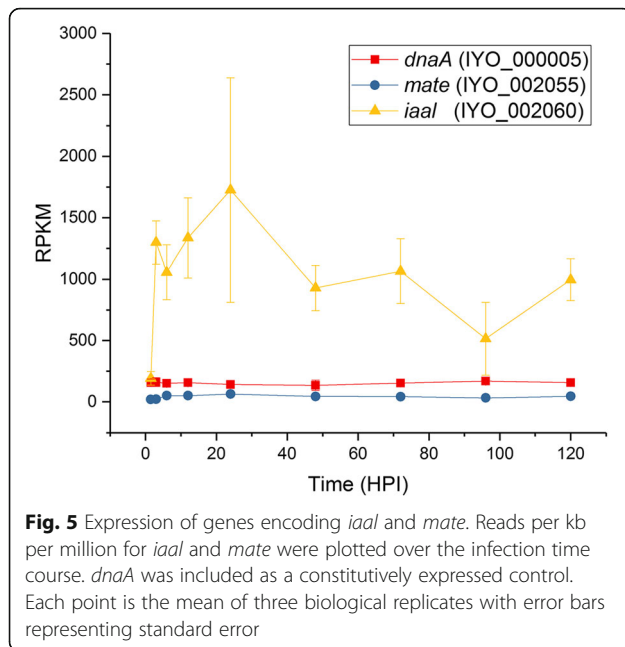 3000
2500
2000
1500
1000
500
0
RPKM
dnaA (IYO_000005)
mate (IYO_002055)
iaal (IYO_002060)
0 20 40 60 80 100 120
Time (HPI)
Fig. 5 Expression of genes encoding iaal and mate. Reads per kb
per million for iaal and mate were plotted over the infection time
course. dnaA was included as a constitutively expressed control.
Each point is the mean of three biological replicates with error bars
representing standard error